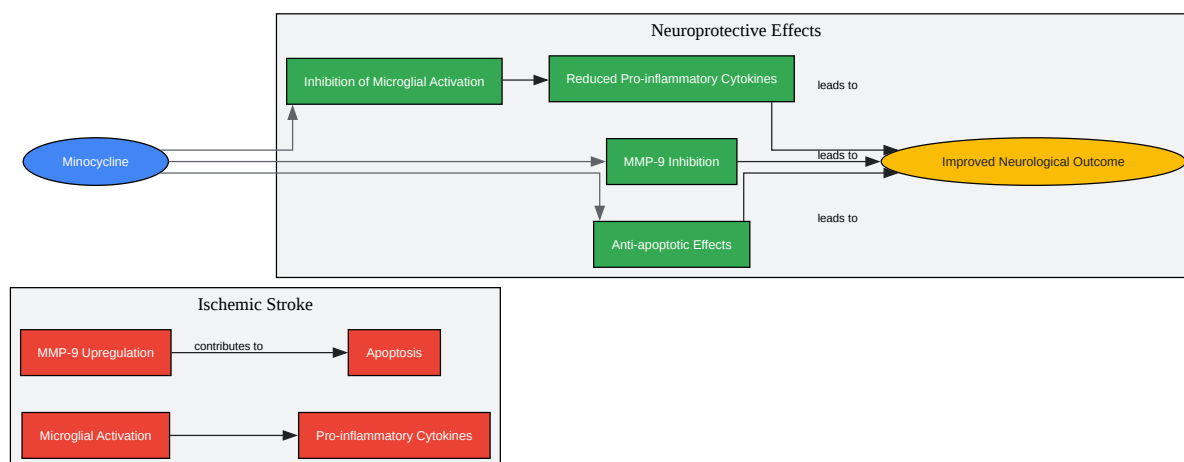 Neuroprotective Effects
Inhibition of Microglial Activation
Reduced Pro-inflammatory Cytokines
leads to
Minocycline
MMP-9 Inhibition
leads to
Improved Neurological Outcome
Anti-apoptotic Effects
leads to
Ischemic Stroke
MMP-9 Upregulation
contributes to
Apoptosis
Microglial Activation
Pro-inflammatory Cytokines